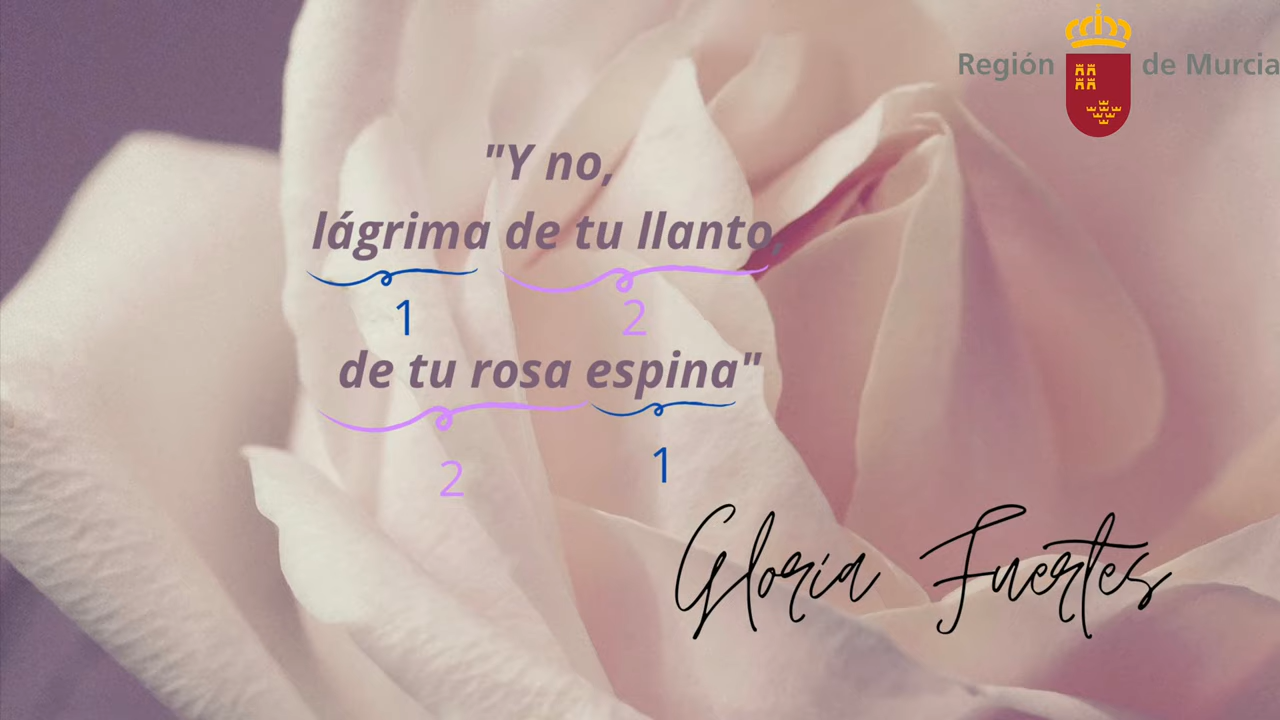 Región de Murcia
"Y no,
lágrima de tu llanto,
1 2
de tu rosa espina"
2 1
Gloria Fuertes